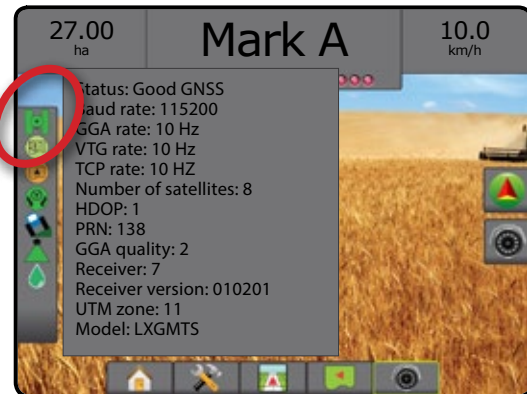 27.00
ha
Mark A
10.0
km/h
Status: Good GNSS
Baud rate: 115200
GGA rate: 10 Hz
VTG rate: 10 Hz
TCP rate: 10 HZ
Number of satellites: 8
HDOP: 1
PRN: 138
GGA quality: 2
Receiver: 7
Receiver version: 010201
UTM zone: 11
Model: LXGMTS